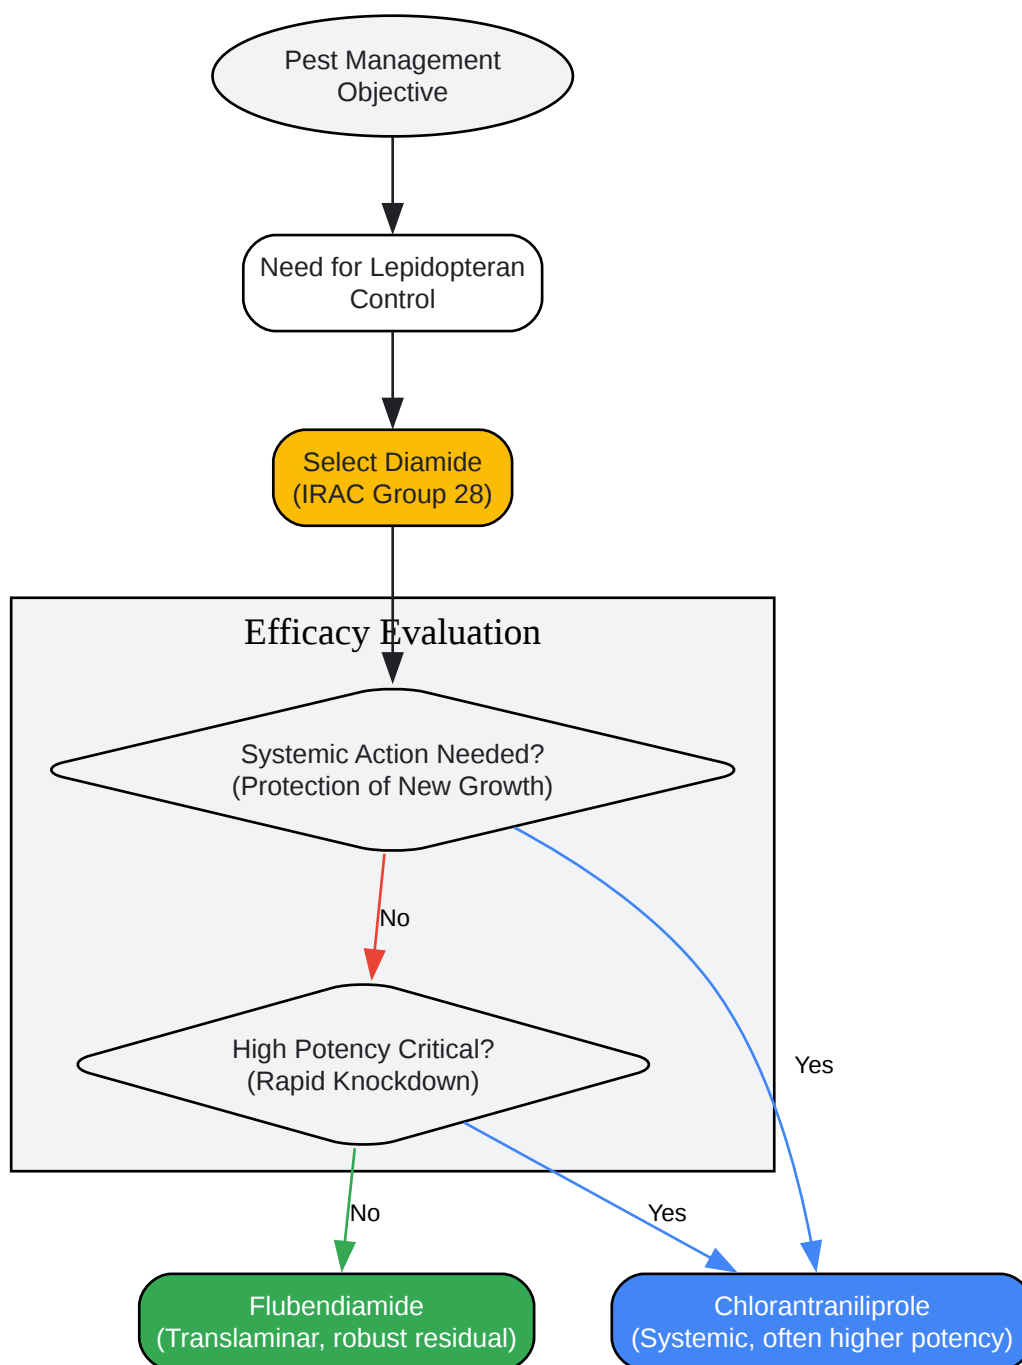 Pest Management
Objective
Need for Lepidopteran
Control
Select Diamide
(IRAC Group 28)
Efficacy Evaluation
Systemic Action Needed?
(Protection of New Growth)
No
High Potency Critical?
(Rapid Knockdown)
Yes
No
Yes
Flubendiamide
(Translaminar, robust residual)
Chlorantraniliprole
(Systemic, often higher potency)